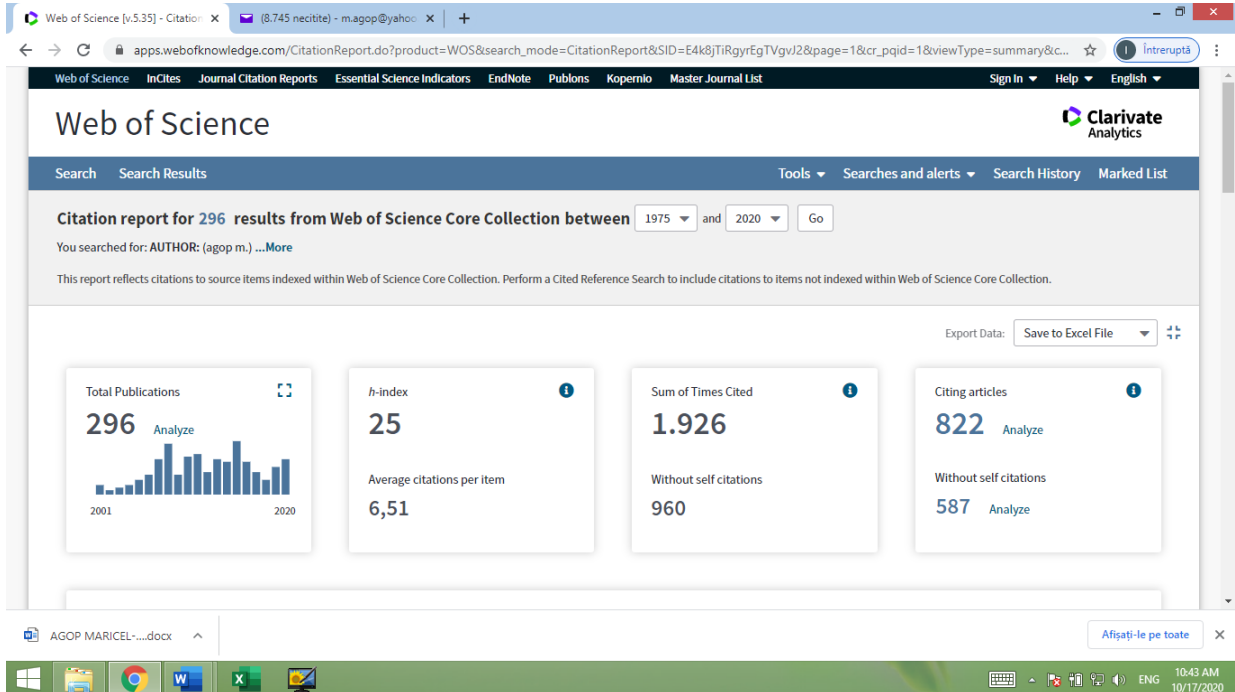 Web of Science [v.5.35] - Citation
(8.745 necitite) - m.agop@yahoo
apps.webofknowledge.com/CitationReport.do?product=WOS&search_mode=CitationReport&SID=E4k8jTiRgyrEgTVgvJ2&page=1&cr_pqid=1&viewType=summary&c...
I Întreruptă
Web of Science InCites Journal Citation Reports Essential Science Indicators EndNote Publons Kopernio Master Journal List Sign In Help English
Web of Science
Clarivate
Analytics
Search Search Results Tools Searches and alerts Search History Marked List
Citation report for 296 results from Web of Science Core Collection between 1975 and 2020 Go
You searched for: AUTHOR: (agop m.) ...More
This report reflects citations to source items indexed within Web of Science Core Collection. Perform a Cited Reference Search to include citations to items not indexed within Web of Science Core Collection.
Export Data: Save to Excel File
Total Publications
296 Analyze
2001 2020
h-index
25
Average citations per item
6,51
Sum of Times Cited
1.926
Without self citations
960
Citing articles
822 Analyze
Without self citations
587 Analyze
AGOP MARICEL-....docx
Afișați-le pe toate
ENG
10:43 AM
10/17/2020